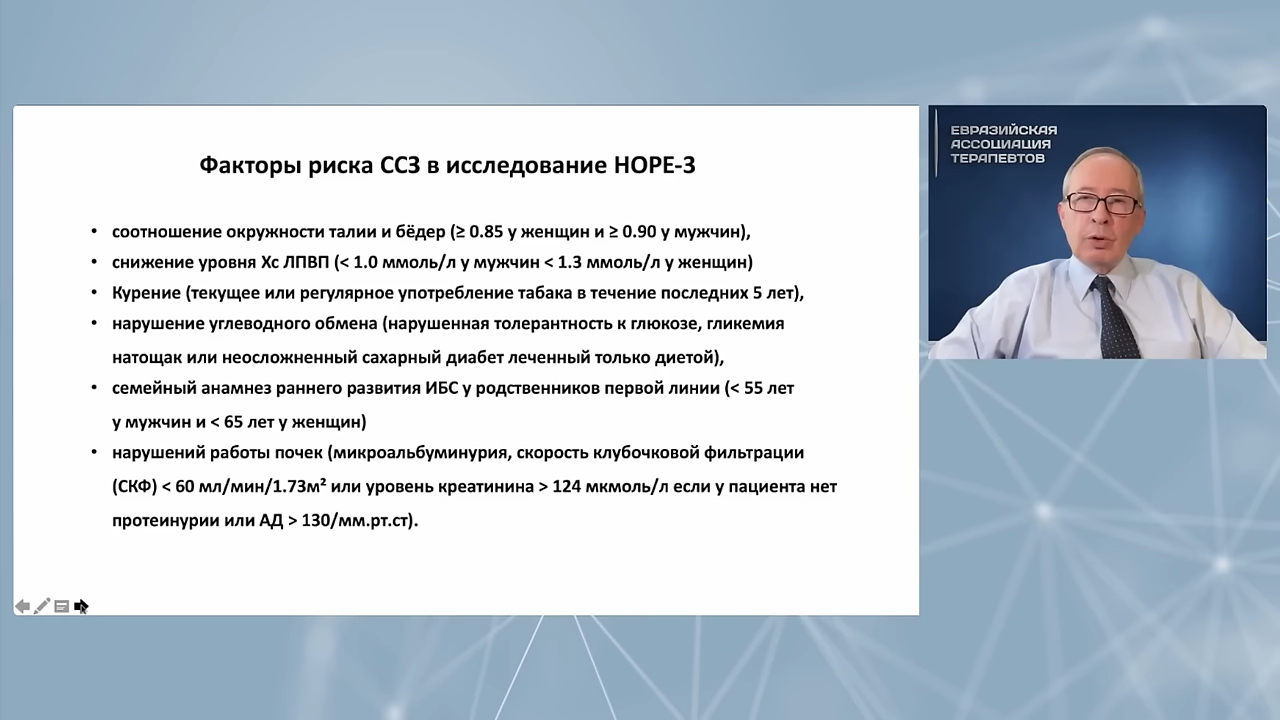 Факторы риска ССЗ в исследование НОРЕ-3
• соотношение окружности талии и бёдер (≥ 0.85 у женщин и ≥ 0.90 у мужчин),
• снижение уровня Хс ЛПВП (< 1.0 ммоль/л у мужчин < 1.3 ммоль/л у женщин)
• Курение (текущее или регулярное употребление табака в течение последних 5 лет),
• нарушение углеводного обмена (нарушенная толерантность к глюкозе, гликемия
натощак или неосложненный сахарный диабет леченный только диетой),
• семейный анамнез раннего развития ИБС у родственников первой линии (< 55 лет
у мужчин и < 65 лет у женщин)
• нарушений работы почек (микроальбуминурия, скорость клубочковой фильтрации
(СКФ) < 60 мл/мин/1.73м² или уровень креатинина > 124 мкмоль/л если у пациента нет
протеинурии или АД > 130/мм.рт.ст).
ЕВРАЗИЙСКАЯ
АССОЦИАЦИЯ
ТЕРАПЕВТОВ